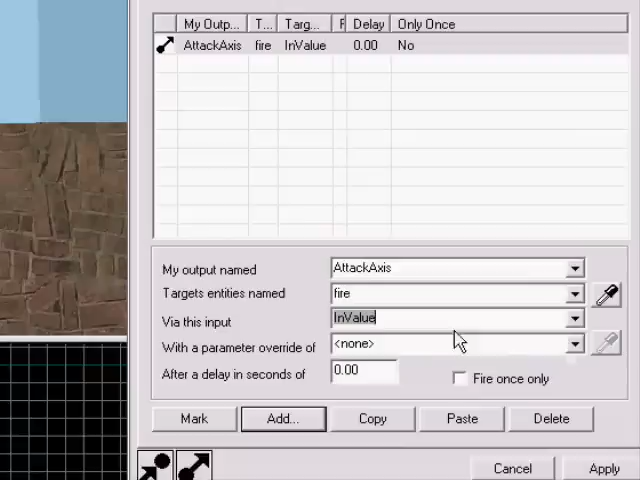 My Outp... T... Targ... F Delay Only Once
AttackAxis fire InValue 0.00 No
My output named AttackAxis
Targets entities named fire
Via this input InValue
With a parameter override of <none>
After a delay in seconds of 0.00 Fire once only
Mark Add... Copy Paste Delete
Cancel Apply